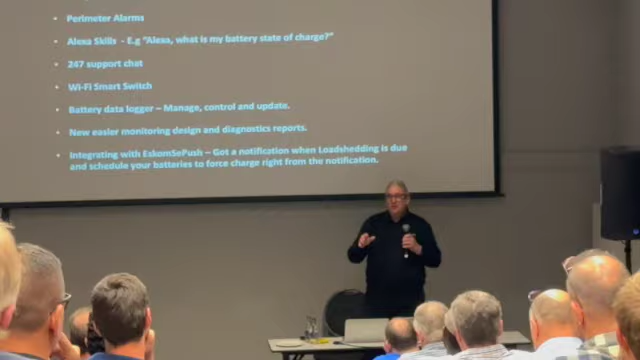 • Perimeter Alarms
• Alexa Skills - E.g "Alexa, what is my battery state of charge?"
• 247 support chat
• Wi-Fi Smart Switch
• Battery data logger – Manage, control and update.
• New easier monitoring design and diagnostics reports.
• Integrating with EskomSePush – Got a notification when Loadshedding is due
and schedule your batteries to force charge right from the notification.